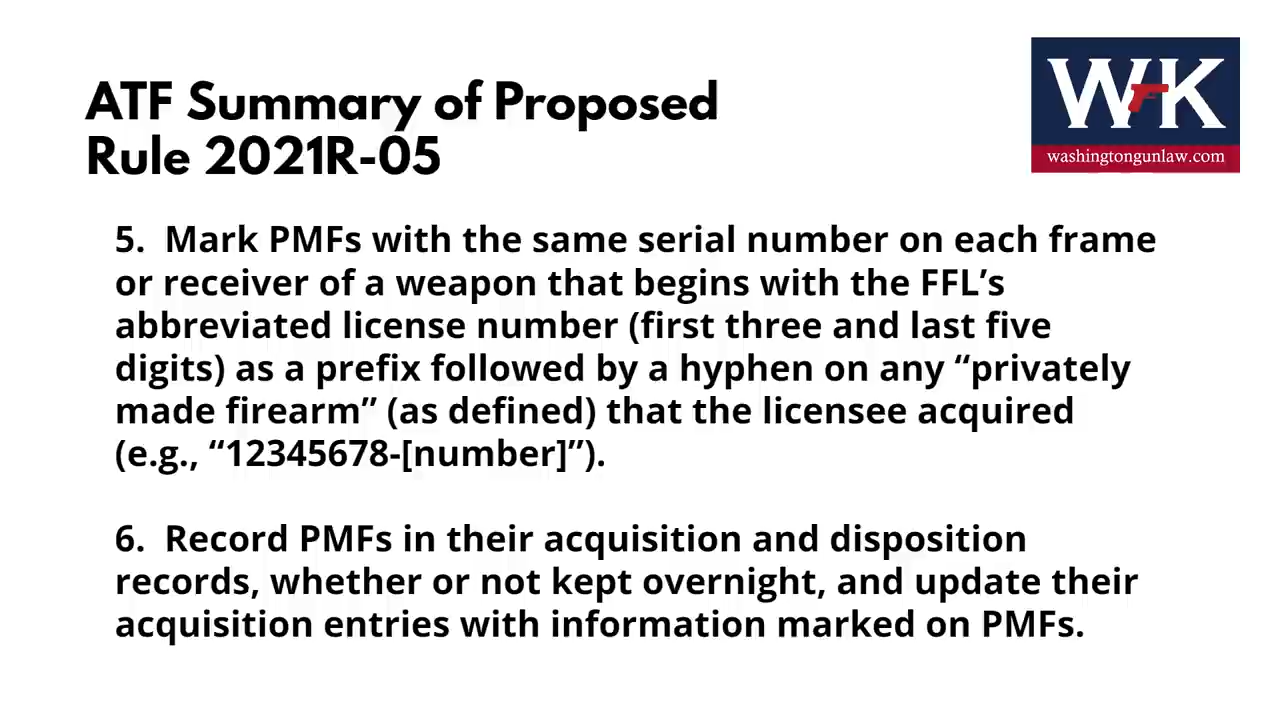 ATF Summary of Proposed
Rule 2021R-05
WK
washingtongunlaw.com
5. Mark PMFs with the same serial number on each frame
or receiver of a weapon that begins with the FFL’s
abbreviated license number (first three and last five
digits) as a prefix followed by a hyphen on any “privately
made firearm” (as defined) that the licensee acquired
(e.g., “12345678-[number]”).
6. Record PMFs in their acquisition and disposition
records, whether or not kept overnight, and update their
acquisition entries with information marked on PMFs.